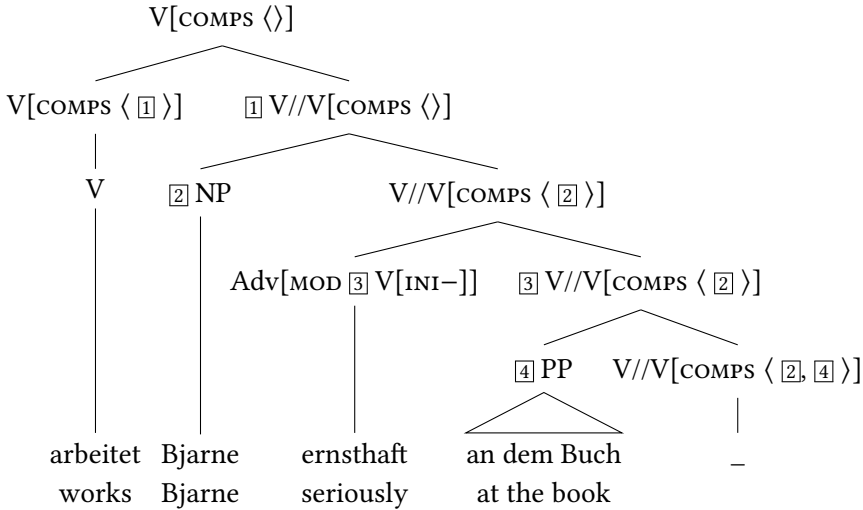 V[COMPS ⟨⟩]
V[COMPS ⟨ 1 ⟩] 1 V//V[COMPS ⟨⟩]
V 2 NP V//V[COMPS ⟨ 2 ⟩]
Adv[MOD 3 V[INI−]] 3 V//V[COMPS ⟨ 2 ⟩]
4 PP V//V[COMPS ⟨ 2, 4 ⟩]
arbeitet Bjarne ernsthaft an dem Buch _
works Bjarne seriously at the book